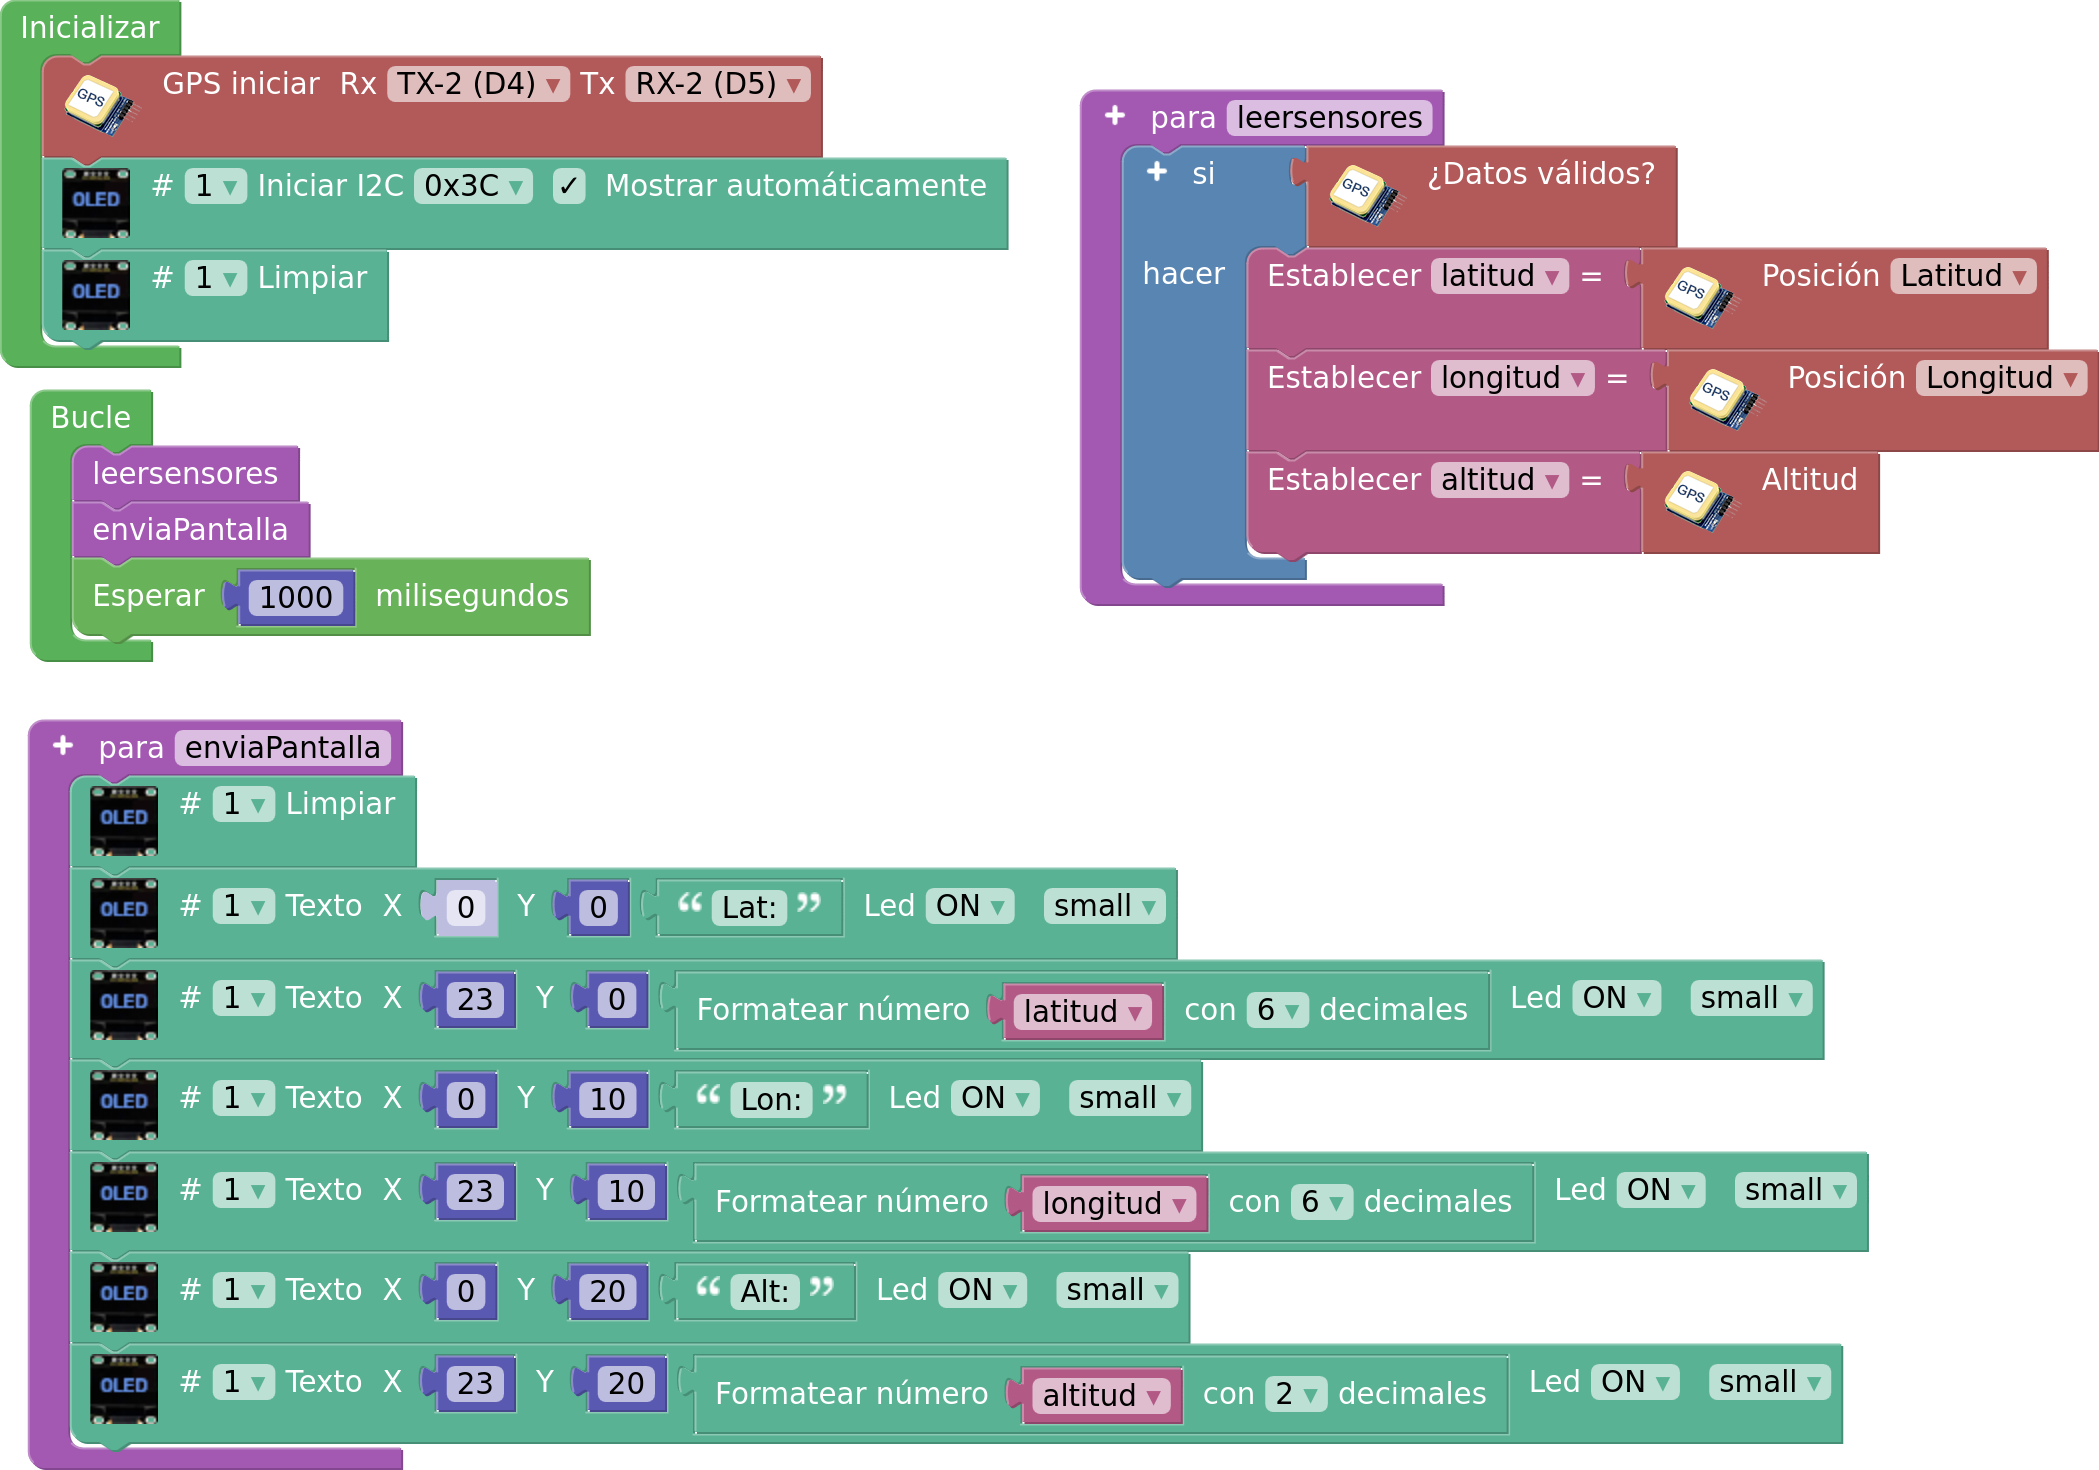 Inicializar
GPS GPS iniciar Rx TX-2 (D4) ▾ Tx RX-2 (D5) ▾
OLED # 1 ▾ Iniciar I2C 0x3C ▾ ✓ Mostrar automáticamente
OLED # 1 ▾ Limpiar
Bucle
leersensores
enviaPantalla
Esperar 1000 milisegundos
+ para leersensores
+ si GPS ¿Datos válidos?
hacer Establecer latitud ▾ = GPS Posición Latitud ▾
Establecer longitud ▾ = GPS Posición Longitud ▾
Establecer altitud ▾ = GPS Altitud
+ para enviaPantalla
OLED # 1 ▾ Limpiar
OLED # 1 ▾ Texto X 0 Y 0 “ Lat: ” Led ON ▾ small ▾
OLED # 1 ▾ Texto X 23 Y 0 Formatear número latitud ▾ con 6 ▾ decimales Led ON ▾ small ▾
OLED # 1 ▾ Texto X 0 Y 10 “ Lon: ” Led ON ▾ small ▾
OLED # 1 ▾ Texto X 23 Y 10 Formatear número longitud ▾ con 6 ▾ decimales Led ON ▾ small ▾
OLED # 1 ▾ Texto X 0 Y 20 “ Alt: ” Led ON ▾ small ▾
OLED # 1 ▾ Texto X 23 Y 20 Formatear número altitud ▾ con 2 ▾ decimales Led ON ▾ small ▾